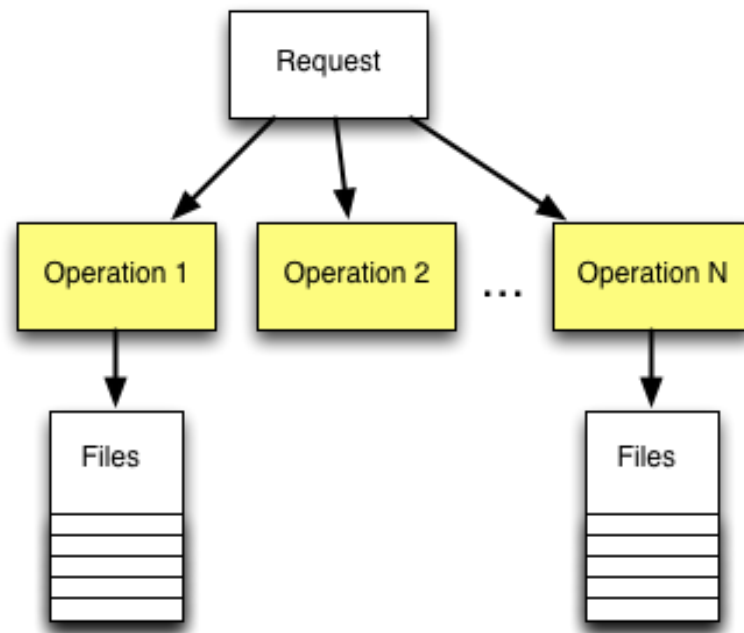 Request
Operation 1
Operation 2
...
Operation N
Files
Files